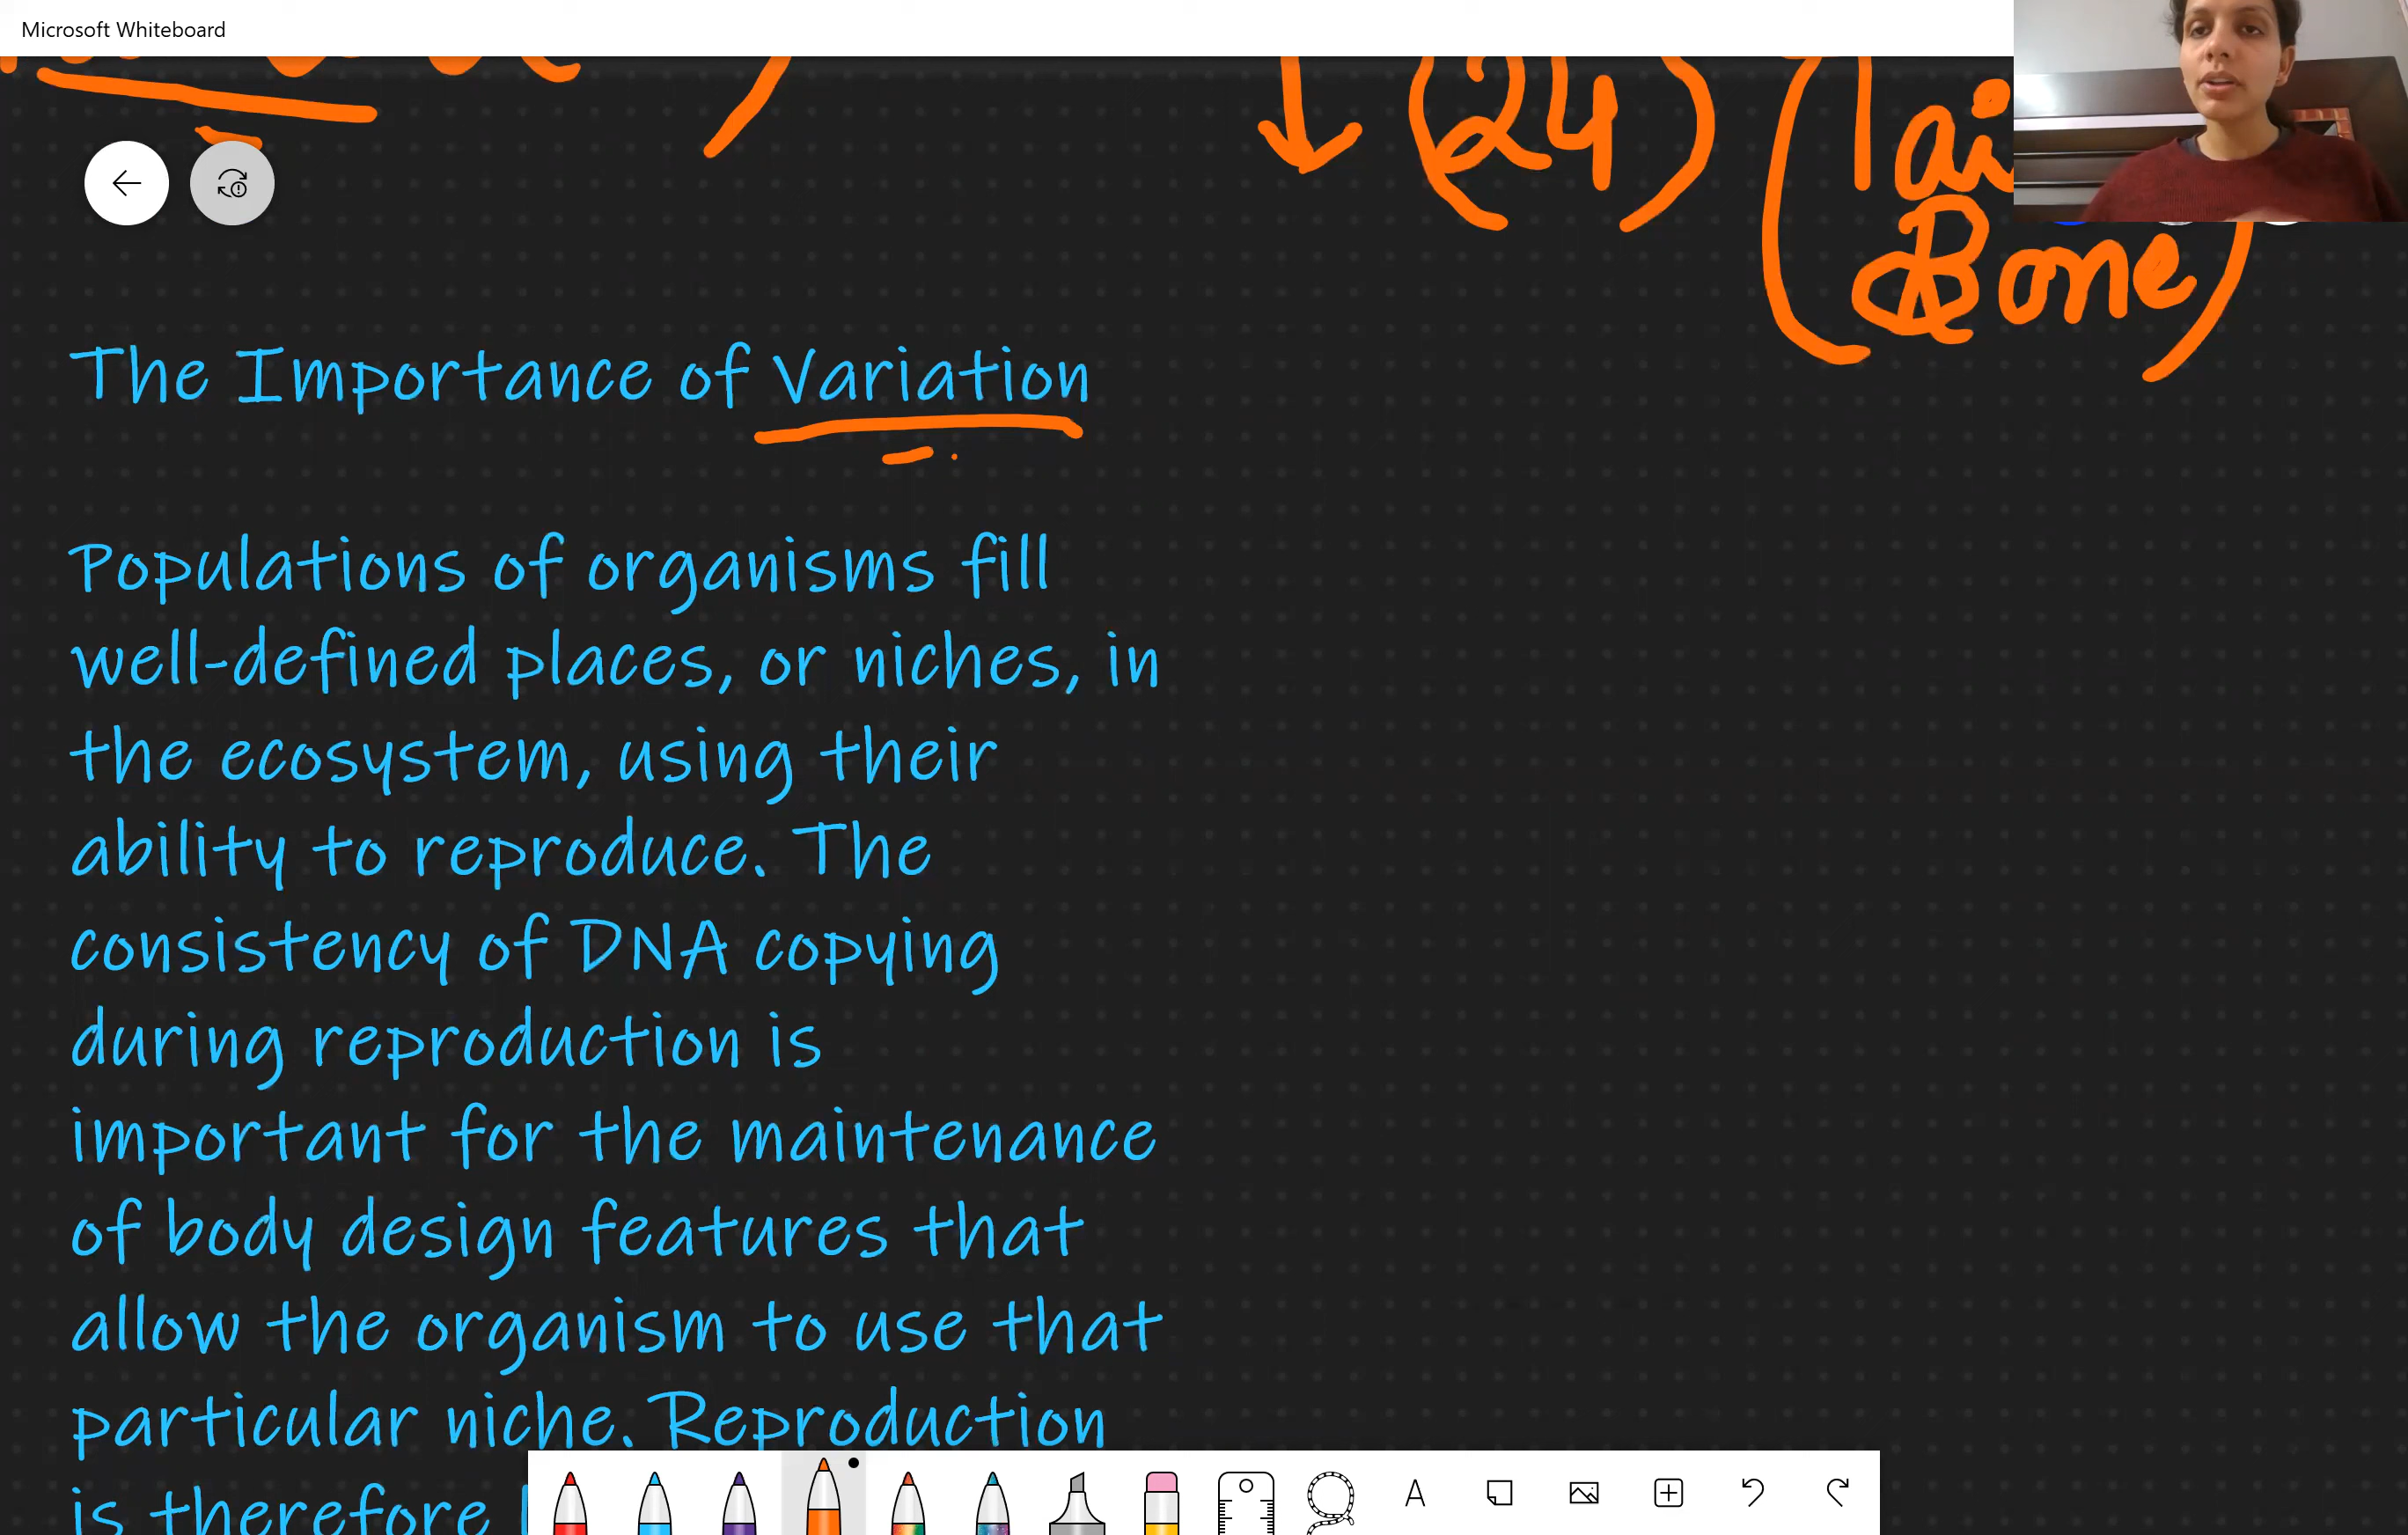 Microsoft Whiteboard
(24)
Bone)
The Importance of Variation
Populations of organisms fill
well-defined places, or niches, in
the ecosystem, using their
ability to reproduce. The
consistency of DNA copying
during reproduction is
important for the maintenance
of body design features that
allow the organism to use that
particular niche. Reproduction
is therefore